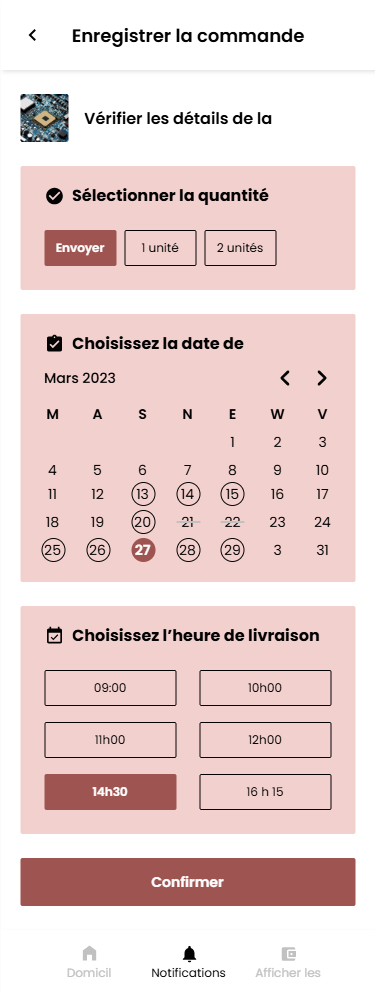 Enregistrer la commande
Vérifier les détails de la
Sélectionner la quantité
Envoyer 1 unité 2 unités
Choisissez la date de
Mars 2023
M A S N E W V
1 2 3
4 5 6 7 8 9 10
11 12 13 14 15 16 17
18 19 20 21 22 23 24
25 26 27 28 29 3 31
Choisissez l’heure de livraison
09:00 10h00
11h00 12h00
14h30 16 h 15
Confirmer
Domicil Notifications Afficher les